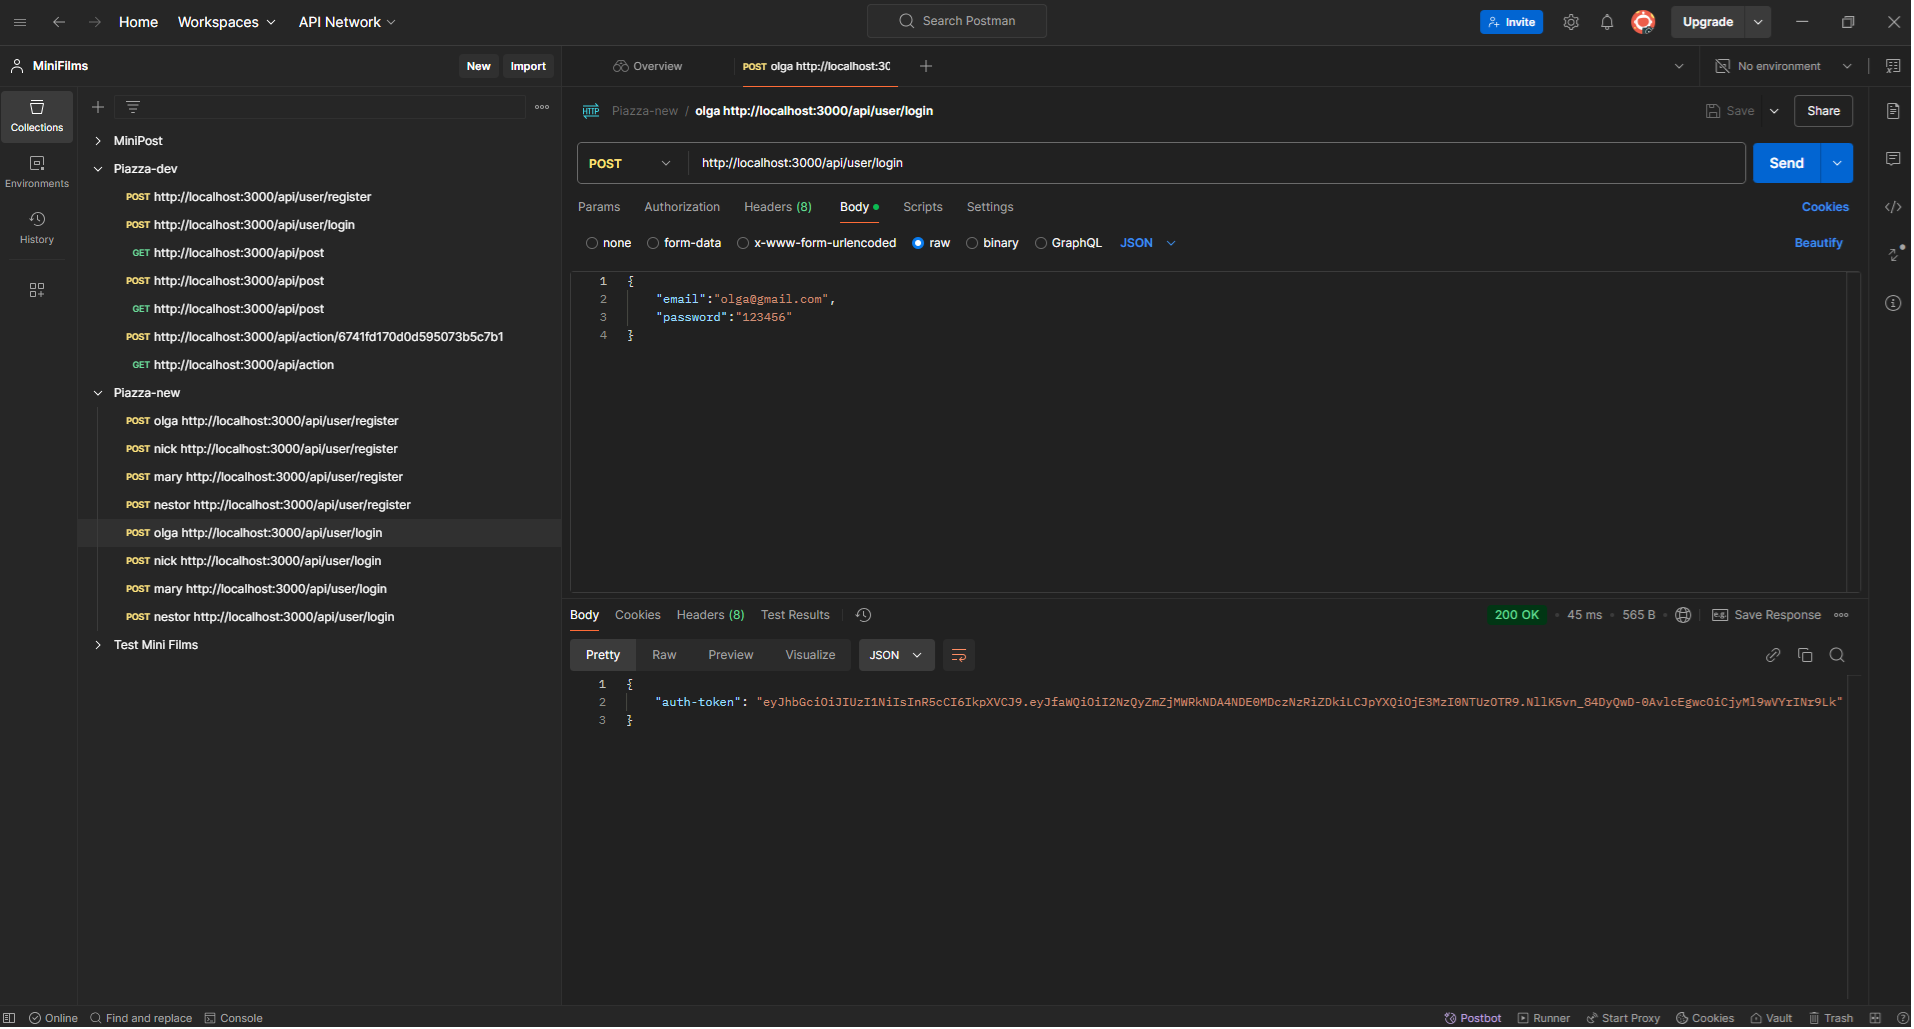 Home Workspaces API Network Search Postman Invite Upgrade
MiniFilms New Import Overview POST olga http://localhost:3000 No environment
Collections
Environments
History
MiniPost
Piazza-dev
POST http://localhost:3000/api/user/register
POST http://localhost:3000/api/user/login
GET http://localhost:3000/api/post
POST http://localhost:3000/api/post
GET http://localhost:3000/api/post
POST http://localhost:3000/api/action/6741fd170d0d595073b5c7b1
GET http://localhost:3000/api/action
Piazza-new
POST olga http://localhost:3000/api/user/register
POST nick http://localhost:3000/api/user/register
POST mary http://localhost:3000/api/user/register
POST nestor http://localhost:3000/api/user/register
POST olga http://localhost:3000/api/user/login
POST nick http://localhost:3000/api/user/login
POST mary http://localhost:3000/api/user/login
POST nestor http://localhost:3000/api/user/login
Test Mini Films
HTTP Piazza-new / olga http://localhost:3000/api/user/login Save Share
POST http://localhost:3000/api/user/login Send
Params Authorization Headers (8) Body Scripts Settings Cookies
none form-data x-www-form-urlencoded raw binary GraphQL JSON Beautify
1 {
2 "email":"olga@gmail.com",
3 "password":"123456"
4 }
Body Cookies Headers (8) Test Results 200 OK 45 ms 565 B e.g. Save Response
Pretty Raw Preview Visualize JSON
1 {
2 "auth-token": "eyJhbGciOiJIUzI1NiIsInR5cCI6IkpXVCJ9.eyJfaWQiOiI2NzQyZmZjMWRkNDA4NDE0MDczNzRiZDkiLCJpYXQiOjE3MzI0NTUzOTR9.NllK5vn_84DyQwD-0AvlcEgwcOiCjyMl9wVYrINr9Lk"
3 }
Online Find and replace Console Postbot Runner Start Proxy Cookies Vault Trash